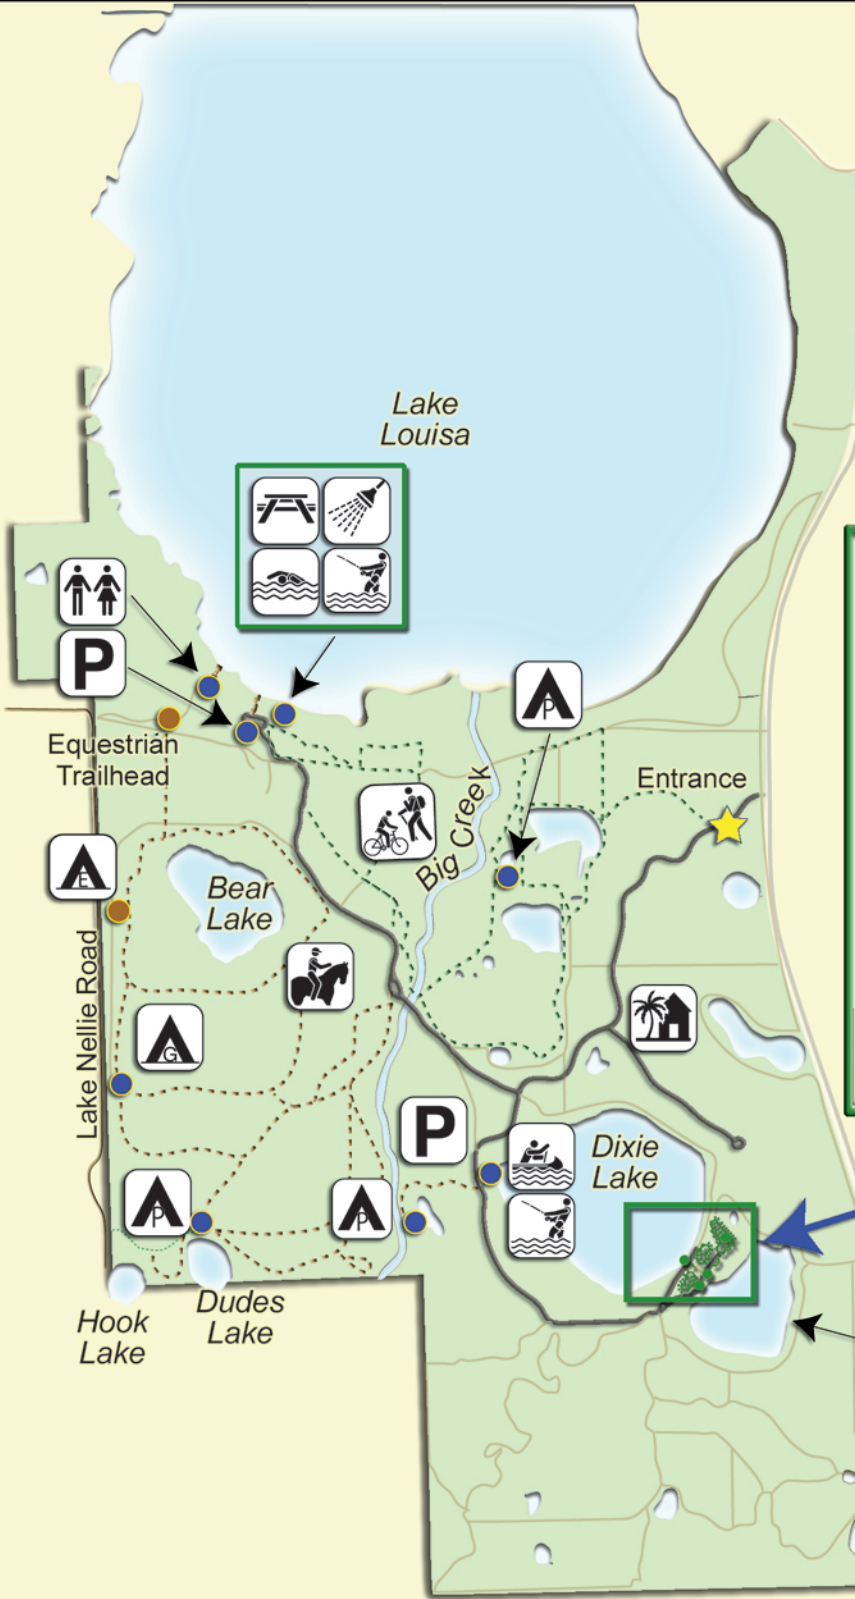 Lake
Louisa
P
P
Equestrian
Trailhead
Entrance
Big Creek
E
Bear
Lake
Lake Nellie Road
G
P
Dixie
Lake
P
P
Hook
Lake
Dudes
Lake